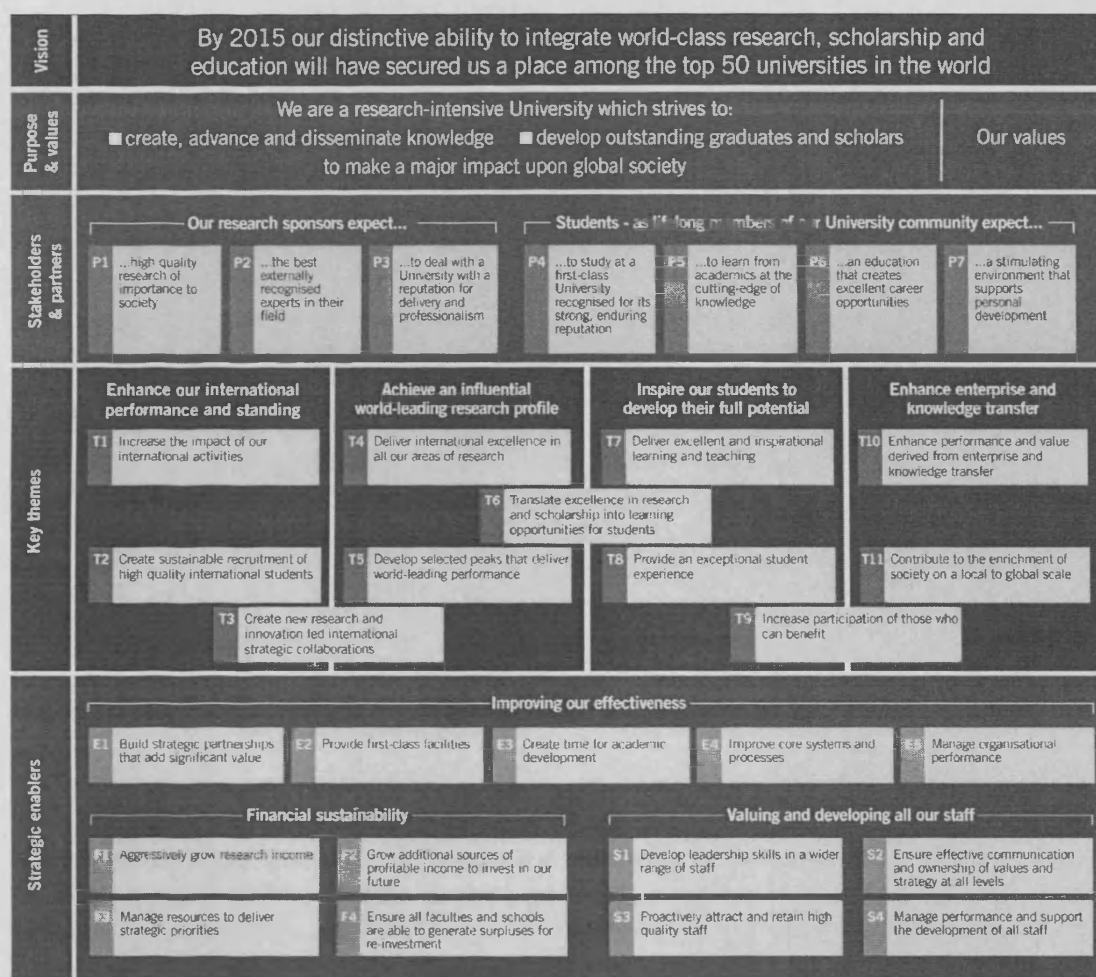 Vision
By 2015 our distinctive ability to integrate world-class research, scholarship and
education will have secured us a place among the top 50 universities in the world
Purpose
& values
We are a research-intensive University which strives to:
■ create, advance and disseminate knowledge ■ develop outstanding graduates and scholars
to make a major impact upon global society
Our values
Stakeholders
& partners
Our research sponsors expect...
P1 ...high quality
research of
importance to
society
P2 ...the best
externally
recognised
experts in their
field
P3 ...to deal with a
University with a
reputation for
delivery and
professionalism
Students - as lifelong members of our University community expect...
P4 ...to study at a
first-class
University
recognised for its
strong, enduring
reputation
P5 ...to learn from
academics at the
cutting-edge of
knowledge
P6 ...an education
that creates
excellent career
opportunities
P7 ...a stimulating
environment that
supports
personal
development
Key themes
Enhance our international
performance and standing
T1 Increase the impact of our
international activities
T2 Create sustainable recruitment of
high quality international students
T3 Create new research and
innovation led international
strategic collaborations
Achieve an influential
world-leading research profile
T4 Deliver international excellence in
all our areas of research
T6 Translate excellence in research
and scholarship into learning
opportunities for students
T5 Develop selected peaks that deliver
world-leading performance
Inspire our students to
develop their full potential
T7 Deliver excellent and inspirational
learning and teaching
T8 Provide an exceptional student
experience
T9 Increase participation of those who
can benefit
Enhance enterprise and
knowledge transfer
T10 Enhance performance and value
derived from enterprise and
knowledge transfer
T11 Contribute to the enrichment of
society on a local to global scale
Strategic enablers
Improving our effectiveness
E1 Build strategic partnerships
that add significant value
E2 Provide first-class facilities
E3 Create time for academic
development
E4 Improve core systems and
processes
Manage organisational
performance
Financial sustainability
F1 Aggressively grow research income
F2 Grow additional sources of
profitable income to invest in our
future
Manage resources to deliver
strategic priorities
F4 Ensure all faculties and schools
are able to generate surpluses for
re-investment
Valuing and developing all our staff
S1 Develop leadership skills in a wider
range of staff
S2 Ensure effective communication
and ownership of values and
strategy at all levels
S3 Proactively attract and retain high
quality staff
S4 Manage performance and support
the development of all staff